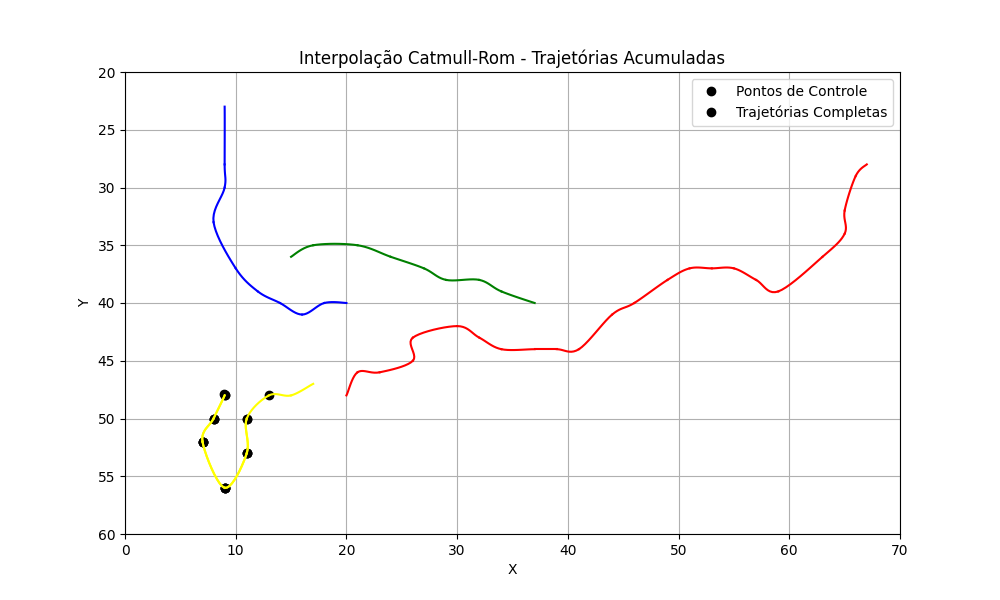 Interpolação Catmull-Rom - Trajetórias Acumuladas
Pontos de Controle
Trajetórias Completas
20
25
30
35
40
45
50
55
60
Y
0 10 20 30 40 50 60 70
X